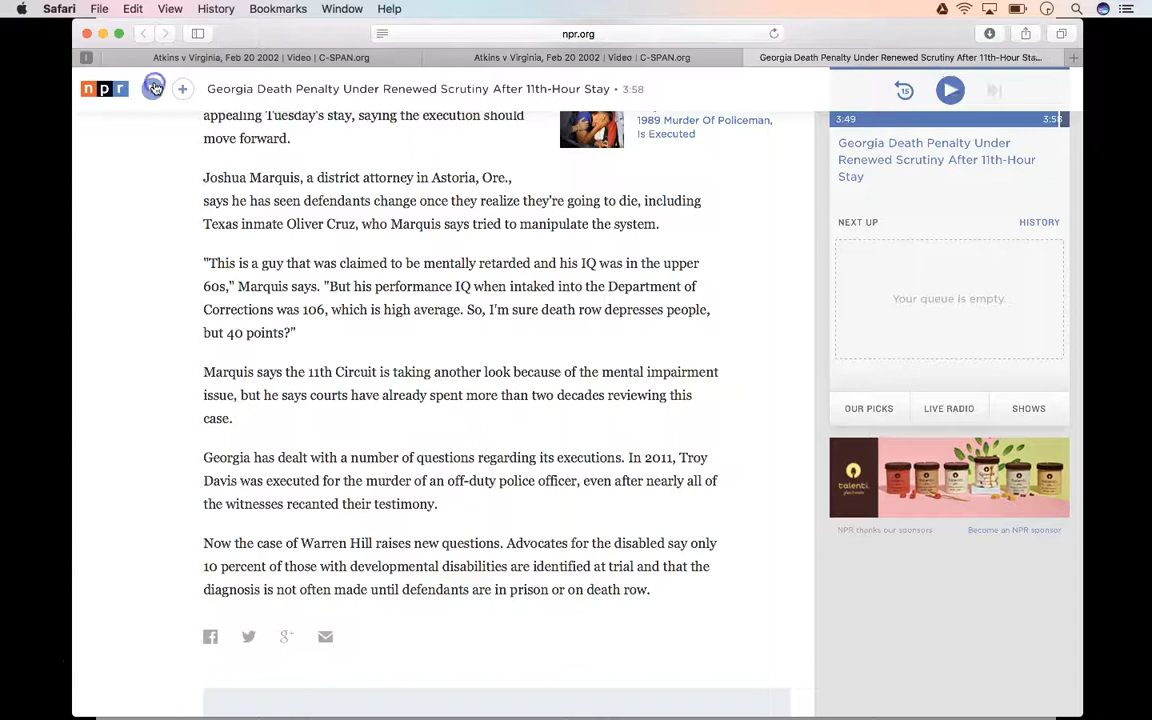 Safari File Edit View History Bookmarks Window Help
npr.org
Atkins v Virginia, Feb 20 2002 | Video | C-SPAN.org
Atkins v Virginia, Feb 20 2002 | Video | C-SPAN.org
Georgia Death Penalty Under Renewed Scrutiny After 11th-Hour Sta...
npr
Georgia Death Penalty Under Renewed Scrutiny After 11th-Hour Stay • 3:58
appealing Tuesday's stay, saying the execution should
move forward.
1989 Murder Of Policeman,
Is Executed
Joshua Marquis, a district attorney in Astoria, Ore.,
says he has seen defendants change once they realize they're going to die, including
Texas inmate Oliver Cruz, who Marquis says tried to manipulate the system.
"This is a guy that was claimed to be mentally retarded and his IQ was in the upper
60s," Marquis says. "But his performance IQ when intaked into the Department of
Corrections was 106, which is high average. So, I'm sure death row depresses people,
but 40 points?"
Marquis says the 11th Circuit is taking another look because of the mental impairment
issue, but he says courts have already spent more than two decades reviewing this
case.
Georgia has dealt with a number of questions regarding its executions. In 2011, Troy
Davis was executed for the murder of an off-duty police officer, even after nearly all of
the witnesses recanted their testimony.
Now the case of Warren Hill raises new questions. Advocates for the disabled say only
10 percent of those with developmental disabilities are identified at trial and that the
diagnosis is not often made until defendants are in prison or on death row.
g+
15
3:49 3:58
Georgia Death Penalty Under
Renewed Scrutiny After 11th-Hour
Stay
NEXT UP HISTORY
Your queue is empty.
OUR PICKS LIVE RADIO SHOWS
talenti
NPR thanks our sponsors Become an NPR sponsor